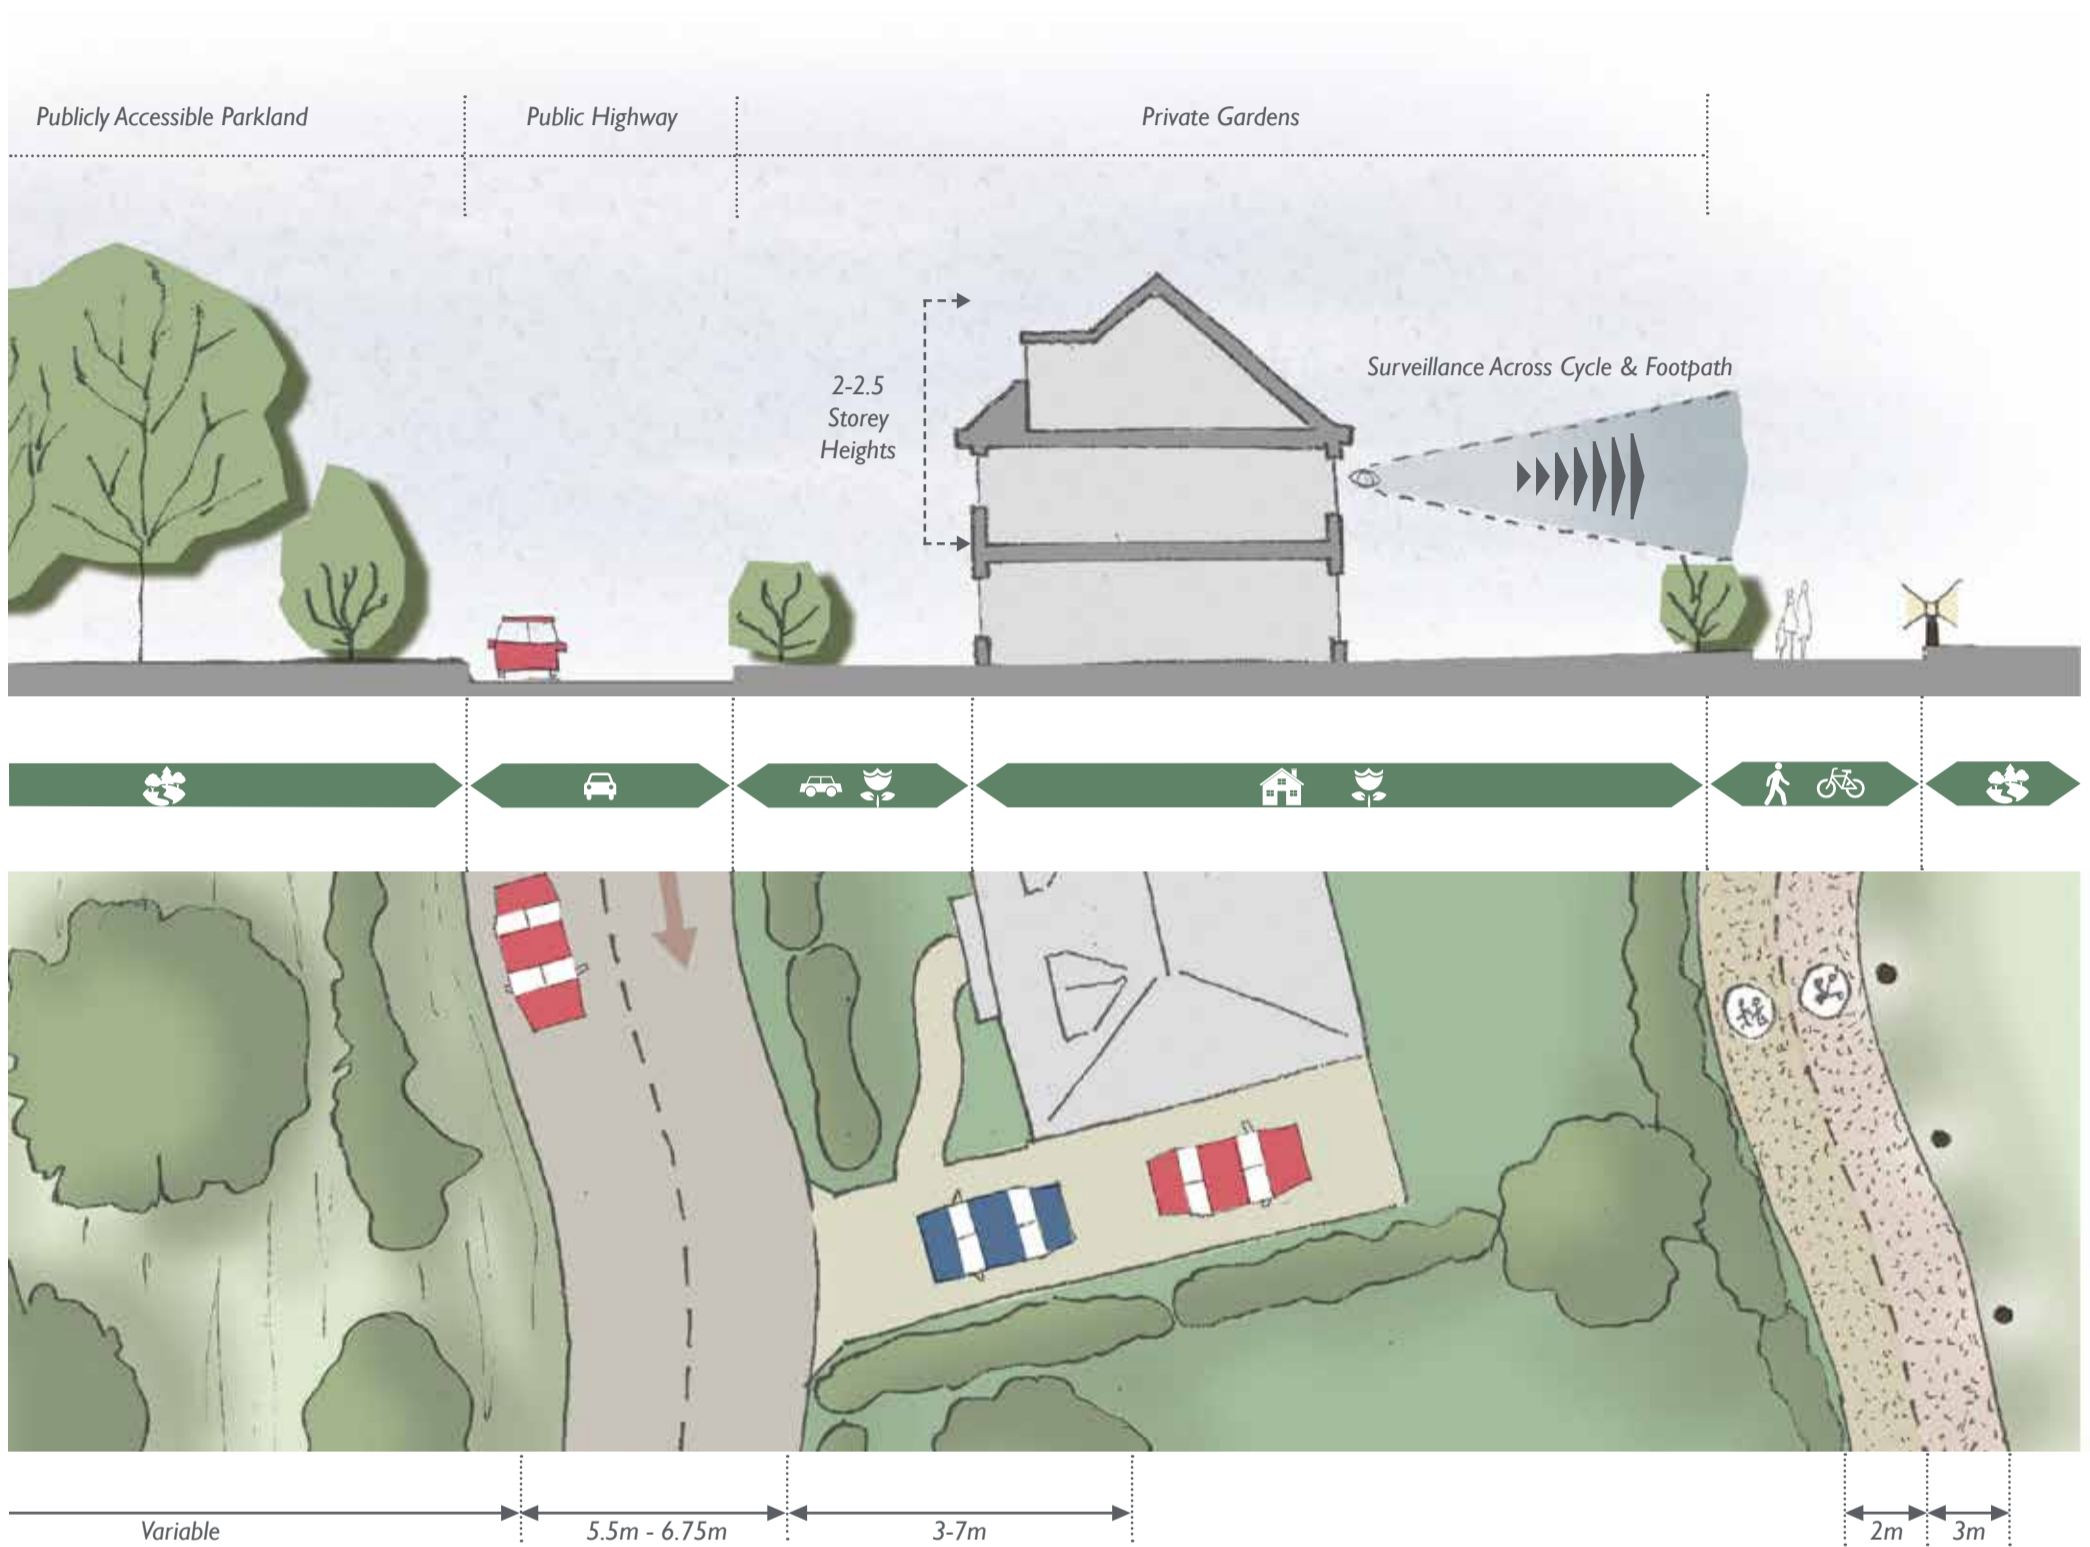 Publicly Accessible Parkland
Public Highway
Private Gardens
Surveillance Across Cycle & Footpath
2-2.5
Storey
Heights
Variable
5.5m - 6.75m
3-7m
2m
3m